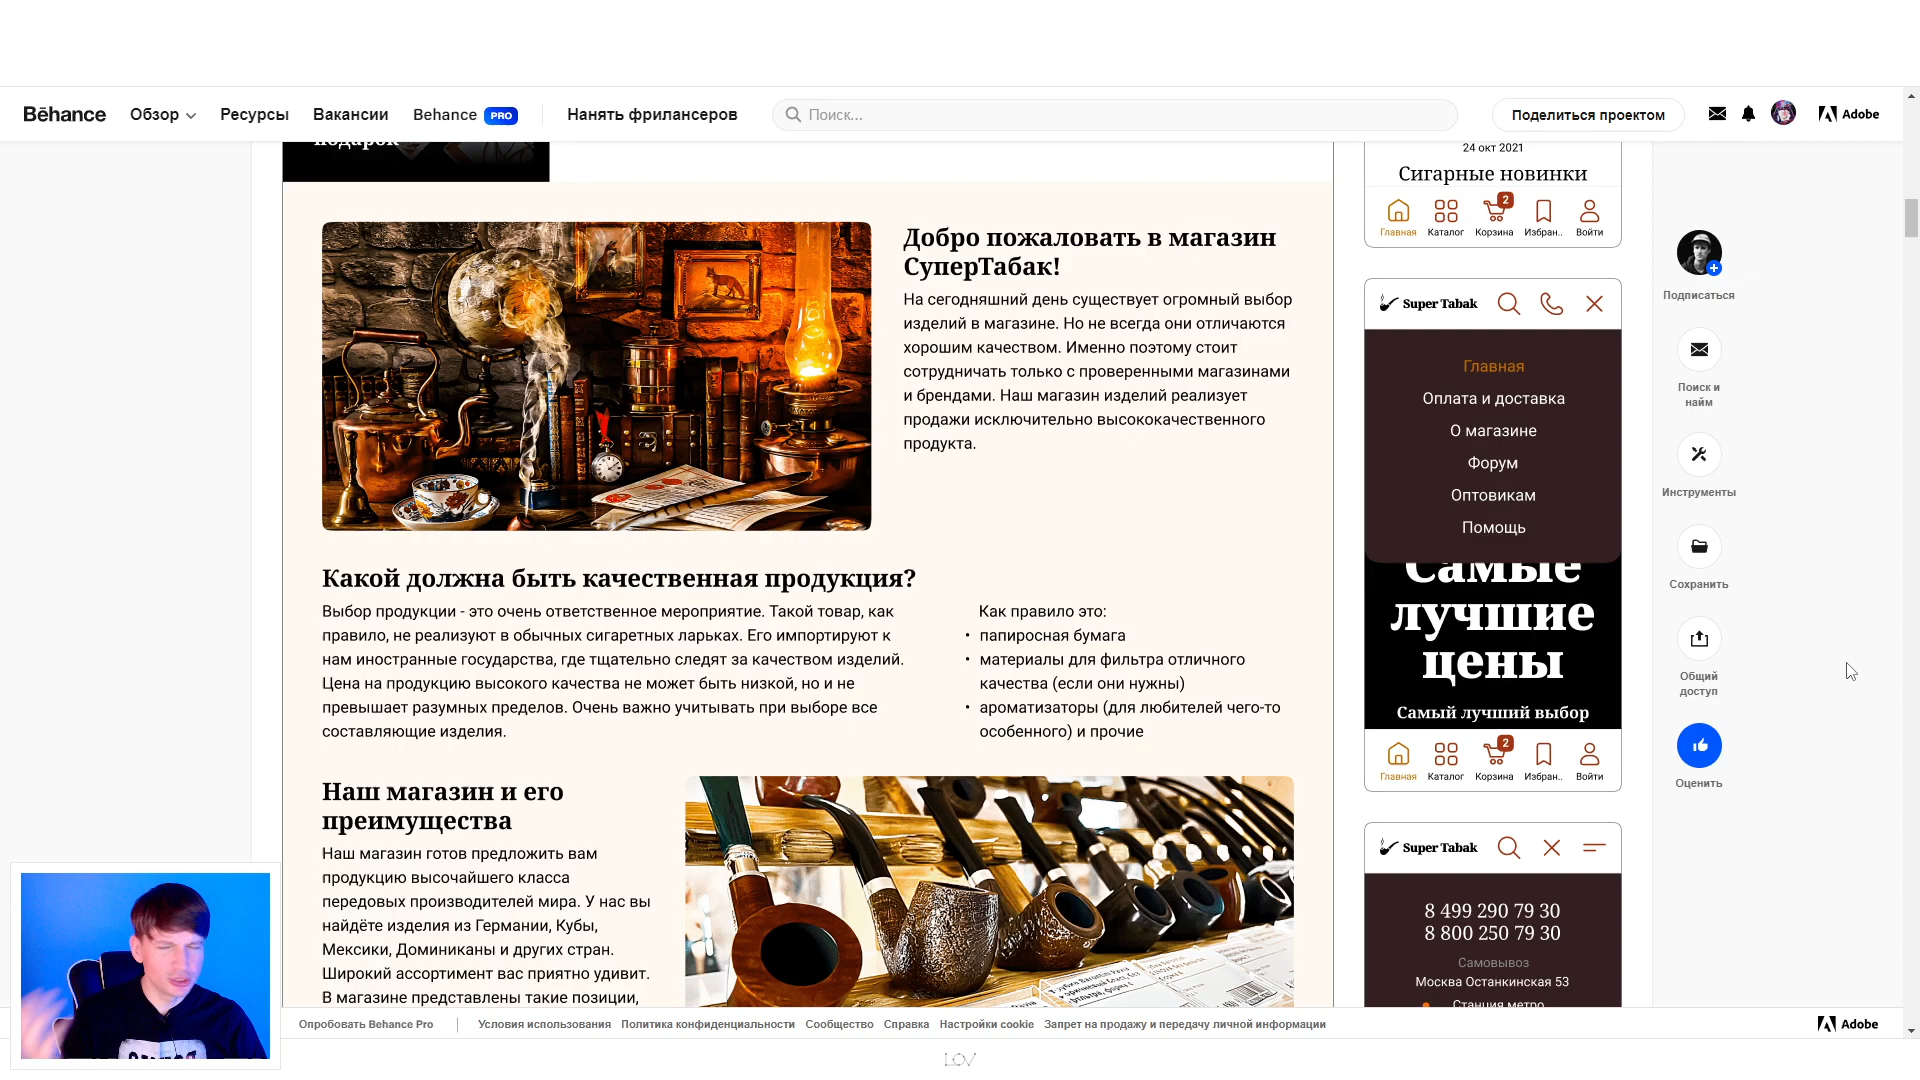 Bēhance
Обзор
Ресурсы
Вакансии
Behance PRO
Нанять фрилансеров
Поиск...
Поделиться проектом
Adobe
подарок
Добро пожаловать в магазин
СуперТабак!
На сегодняшний день существует огромный выбор
изделий в магазине. Но не всегда они отличаются
хорошим качеством. Именно поэтому стоит
сотрудничать только с проверенными магазинами
и брендами. Наш магазин изделий реализует
продажи исключительно высококачественного
продукта.
Какой должна быть качественная продукция?
Выбор продукции - это очень ответственное мероприятие. Такой товар, как
правило, не реализуют в обычных сигаретных ларьках. Его импортируют к
нам иностранные государства, где тщательно следят за качеством изделий.
Цена на продукцию высокого качества не может быть низкой, но и не
превышает разумных пределов. Очень важно учитывать при выборе все
составляющие изделия.
Как правило это:
• папиросная бумага
• материалы для фильтра отличного
качества (если они нужны)
• ароматизаторы (для любителей чего-то
особенного) и прочие
Наш магазин и его
преимущества
Наш магазин готов предложить вам
продукцию высочайшего класса
передовых производителей мира. У нас вы
найдёте изделия из Германии, Кубы,
Мексики, Доминиканы и других стран.
Широкий ассортимент вас приятно удивит.
В магазине представлены такие позиции,
24 окт 2021
Сигарные новинки
2
Главная Каталог Корзина Избран.. Войти
Super Tabak
Главная
Оплата и доставка
О магазине
Форум
Оптовикам
Помощь
Самые
лучшие
цены
Самый лучший выбор
2
Главная Каталог Корзина Избран.. Войти
Super Tabak
8 499 290 79 30
8 800 250 79 30
Самовывоз
Москва Останкинская 53
Станция метро
Подписаться
Поиск и
найм
Инструменты
Сохранить
Общий
доступ
Оценить
Опробовать Behance Pro
Условия использования
Политика конфиденциальности
Сообщество
Справка
Настройки cookie
Запрет на продажу и передачу личной информации
Adobe
LOV